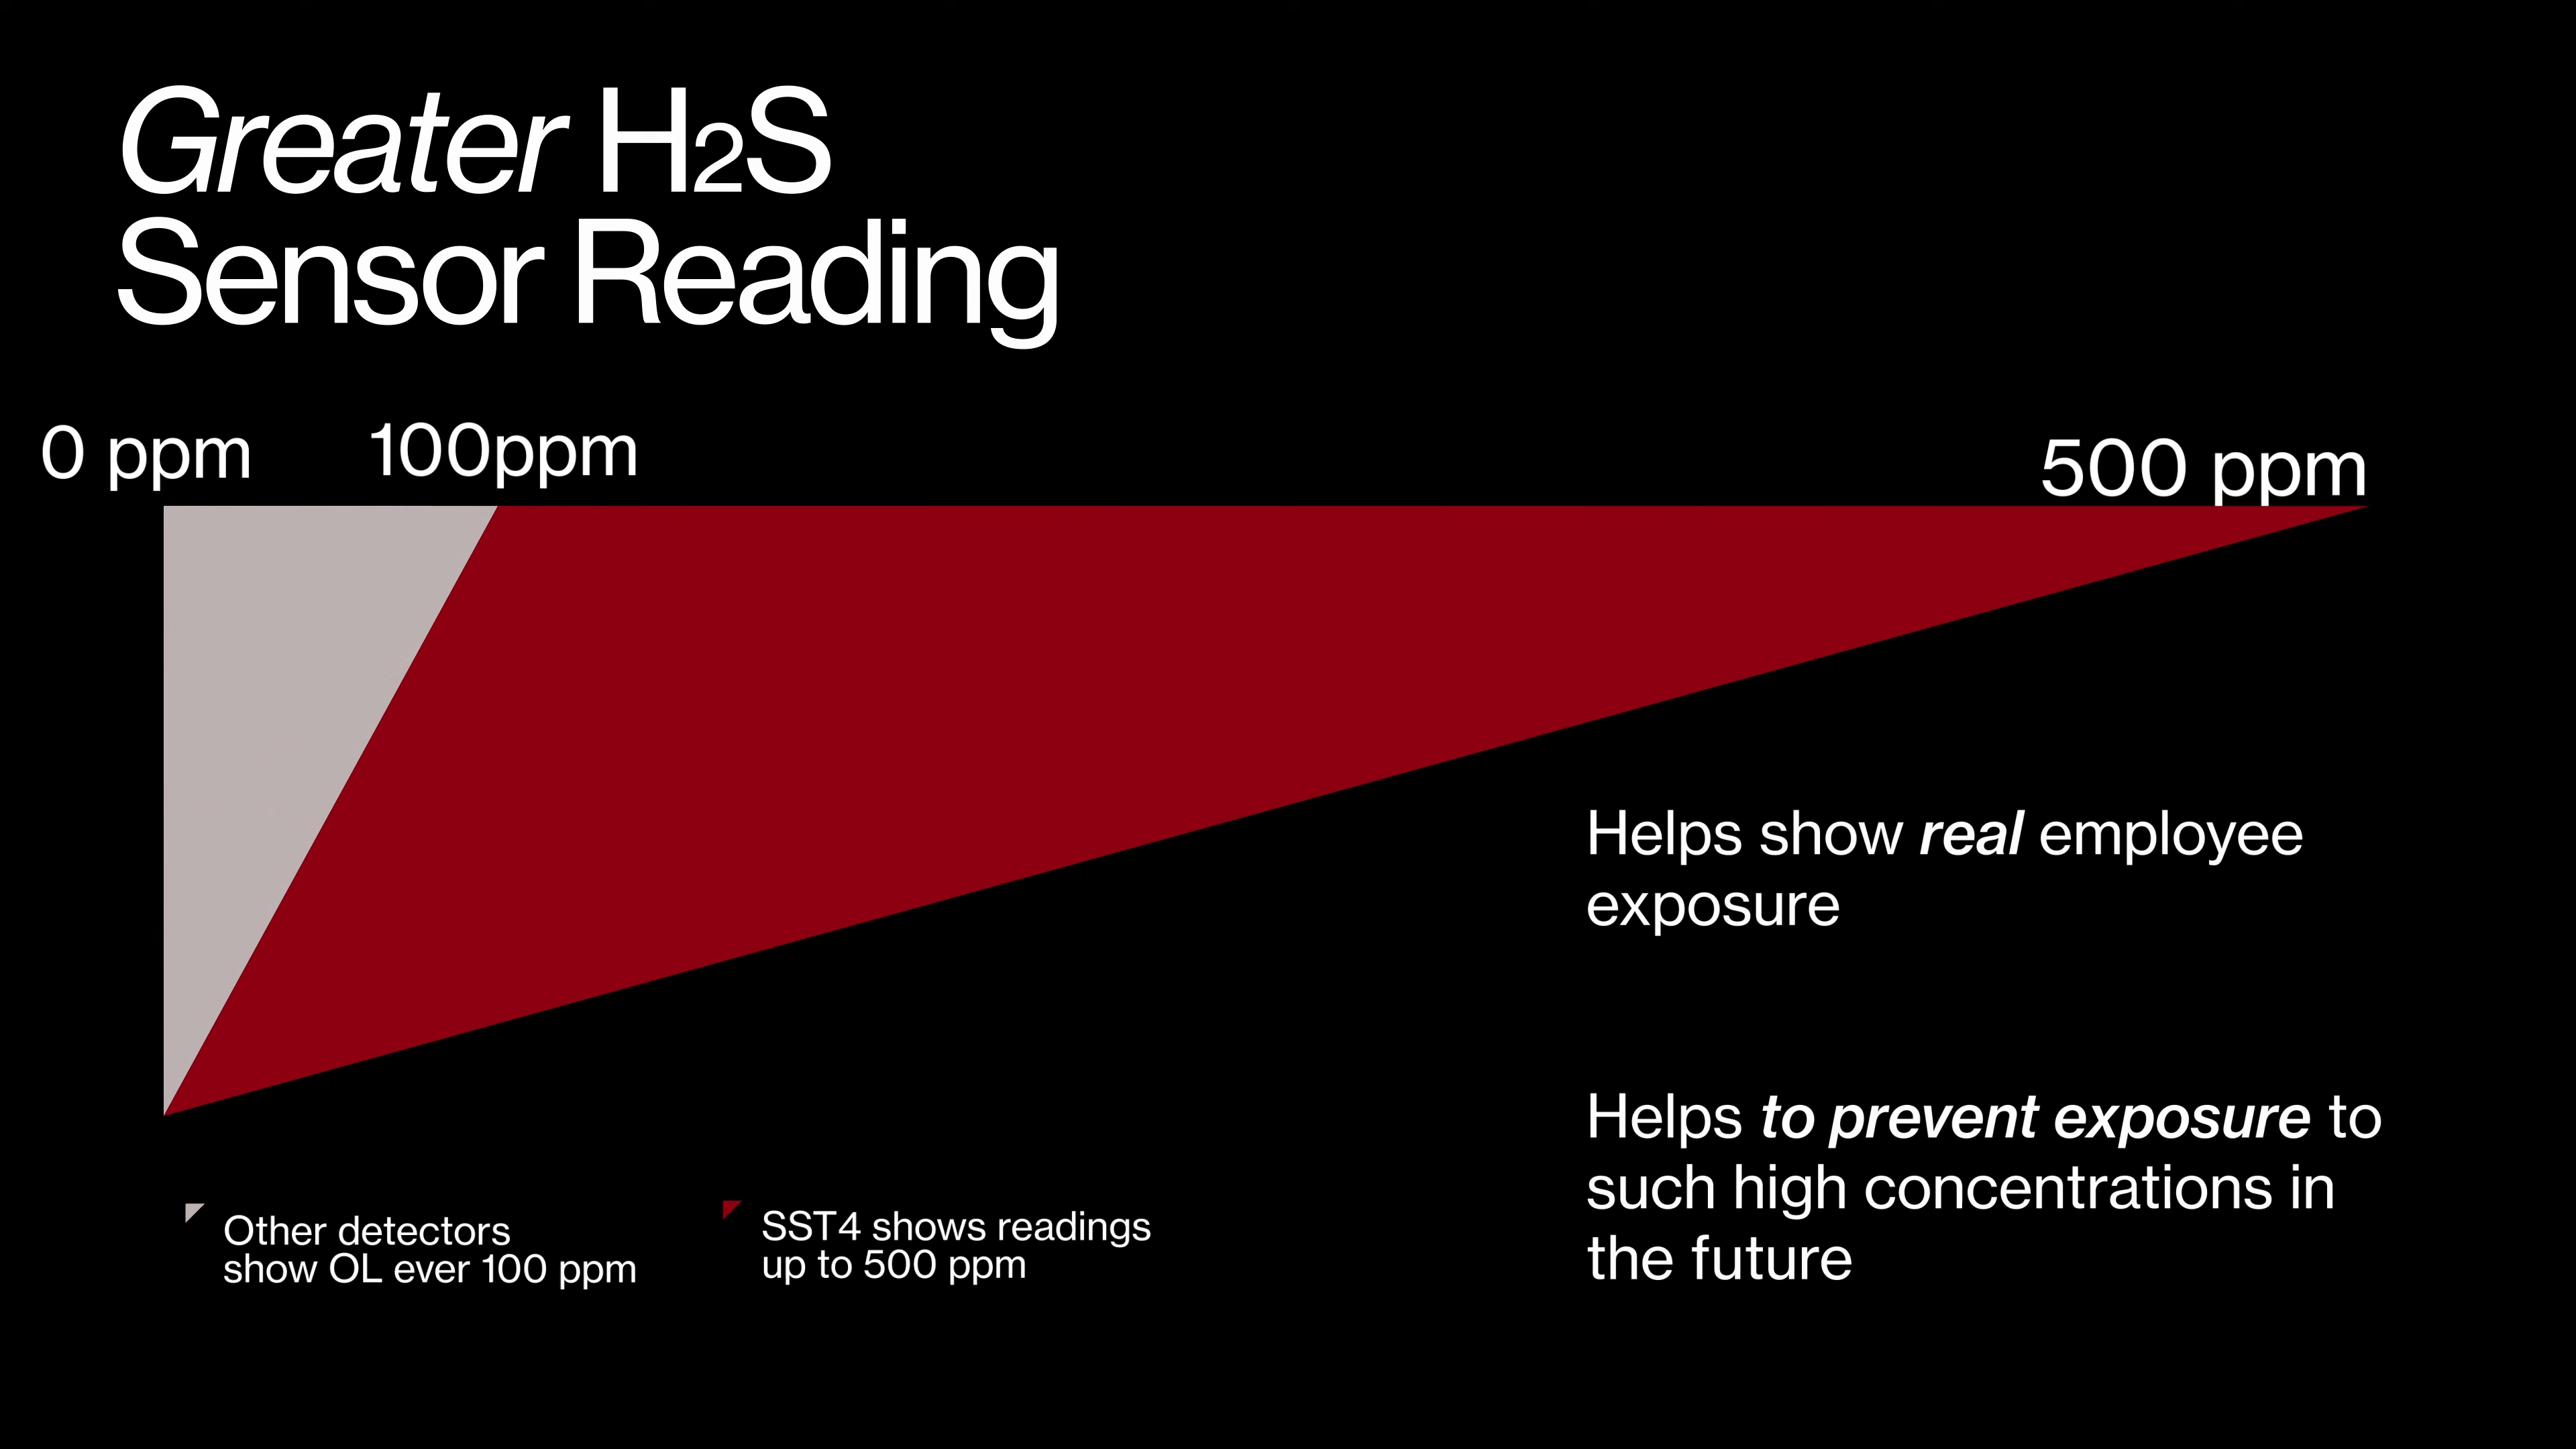 Greater H2S
Sensor Reading
0 ppm
100ppm
500 ppm
Helps show real employee
exposure
Helps to prevent exposure to
such high concentrations in
the future
Other detectors
show OL ever 100 ppm
SST4 shows readings
up to 500 ppm